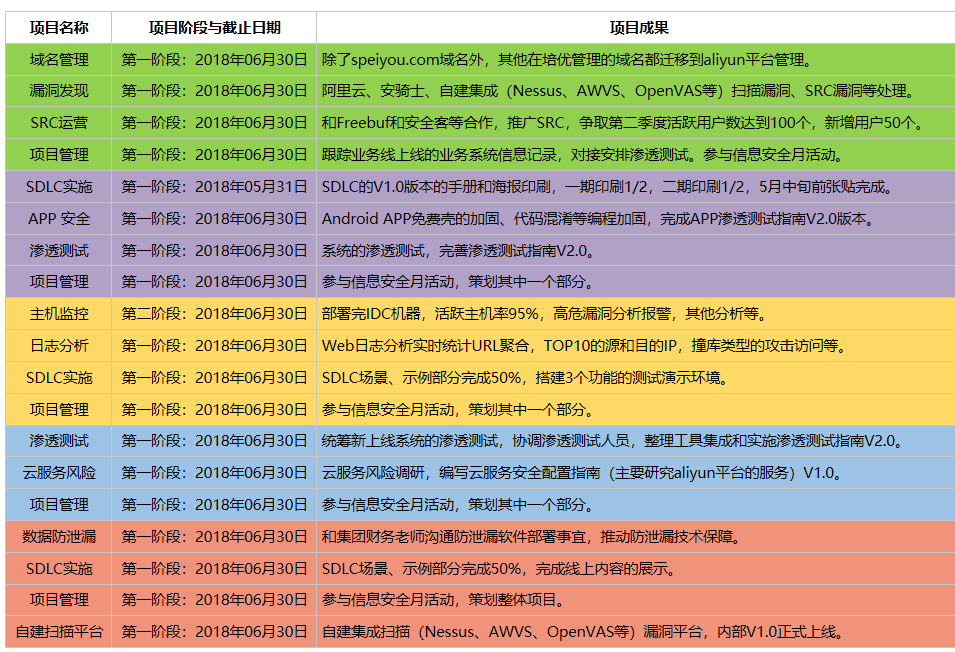 项目名称 项目阶段与截止日期 项目成果
域名管理 第一阶段：2018年06月30日 除了speiyou.com域名外，其他在培优管理的域名都迁移到aliyun平台管理。
漏洞发现 第一阶段：2018年06月30日 阿里云、安骑士、自建集成（Nessus、AWVS、OpenVAS等）扫描漏洞、SRC漏洞等处理。
SRC运营 第一阶段：2018年06月30日 和Freebuf和安全客等合作，推广SRC，争取第二季度活跃用户数达到100个，新增用户50个。
项目管理 第一阶段：2018年06月30日 跟踪业务线上线的业务系统信息记录，对接安排渗透测试。参与信息安全月活动。
SDLC实施 第一阶段：2018年05月31日 SDLC的V1.0版本的手册和海报印刷，一期印刷1/2，二期印刷1/2，5月中旬前张贴完成。
APP 安全 第一阶段：2018年06月30日 Android APP免费壳的加固、代码混淆等编程加固，完成APP渗透测试指南V2.0版本。
渗透测试 第一阶段：2018年06月30日 系统的渗透测试，完善渗透测试指南V2.0。
项目管理 第一阶段：2018年06月30日 参与信息安全月活动，策划其中一个部分。
主机监控 第二阶段：2018年06月30日 部署完IDC机器，活跃主机率95%，高危漏洞分析报警，其他分析等。
日志分析 第一阶段：2018年06月30日 Web日志分析实时统计URL聚合，TOP10的源和目的IP，撞库类型的攻击访问等。
SDLC实施 第一阶段：2018年06月30日 SDLC场景、示例部分完成50%，搭建3个功能的测试演示环境。
项目管理 第一阶段：2018年06月30日 参与信息安全月活动，策划其中一个部分。
渗透测试 第一阶段：2018年06月30日 统筹新上线系统的渗透测试，协调渗透测试人员，整理工具集成和实施渗透测试指南V2.0。
云服务风险 第一阶段：2018年06月30日 云服务风险调研，编写云服务安全配置指南（主要研究aliyun平台的服务）V1.0。
项目管理 第一阶段：2018年06月30日 参与信息安全月活动，策划其中一个部分。
数据防泄漏 第一阶段：2018年06月30日 和集团财务老师沟通防泄漏软件部署事宜，推动防泄漏技术保障。
SDLC实施 第一阶段：2018年06月30日 SDLC场景、示例部分完成50%，完成线上内容的展示。
项目管理 第一阶段：2018年06月30日 参与信息安全月活动，策划整体项目。
自建扫描平台 第一阶段：2018年06月30日 自建集成扫描（Nessus、AWVS、OpenVAS等）漏洞平台，内部V1.0正式上线。